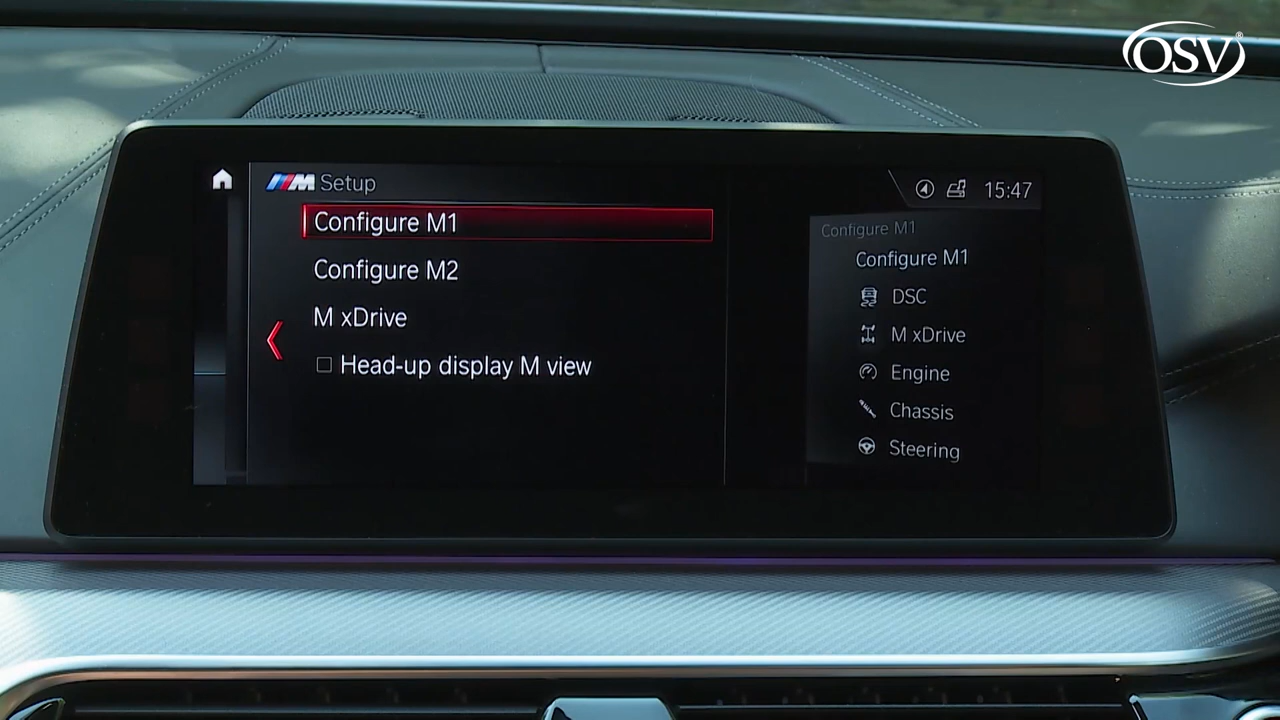 OSV®
M Setup
15:47
Configure M1
Configure M2
M xDrive
Head-up display M view
Configure M1
Configure M1
DSC
M xDrive
Engine
Chassis
Steering